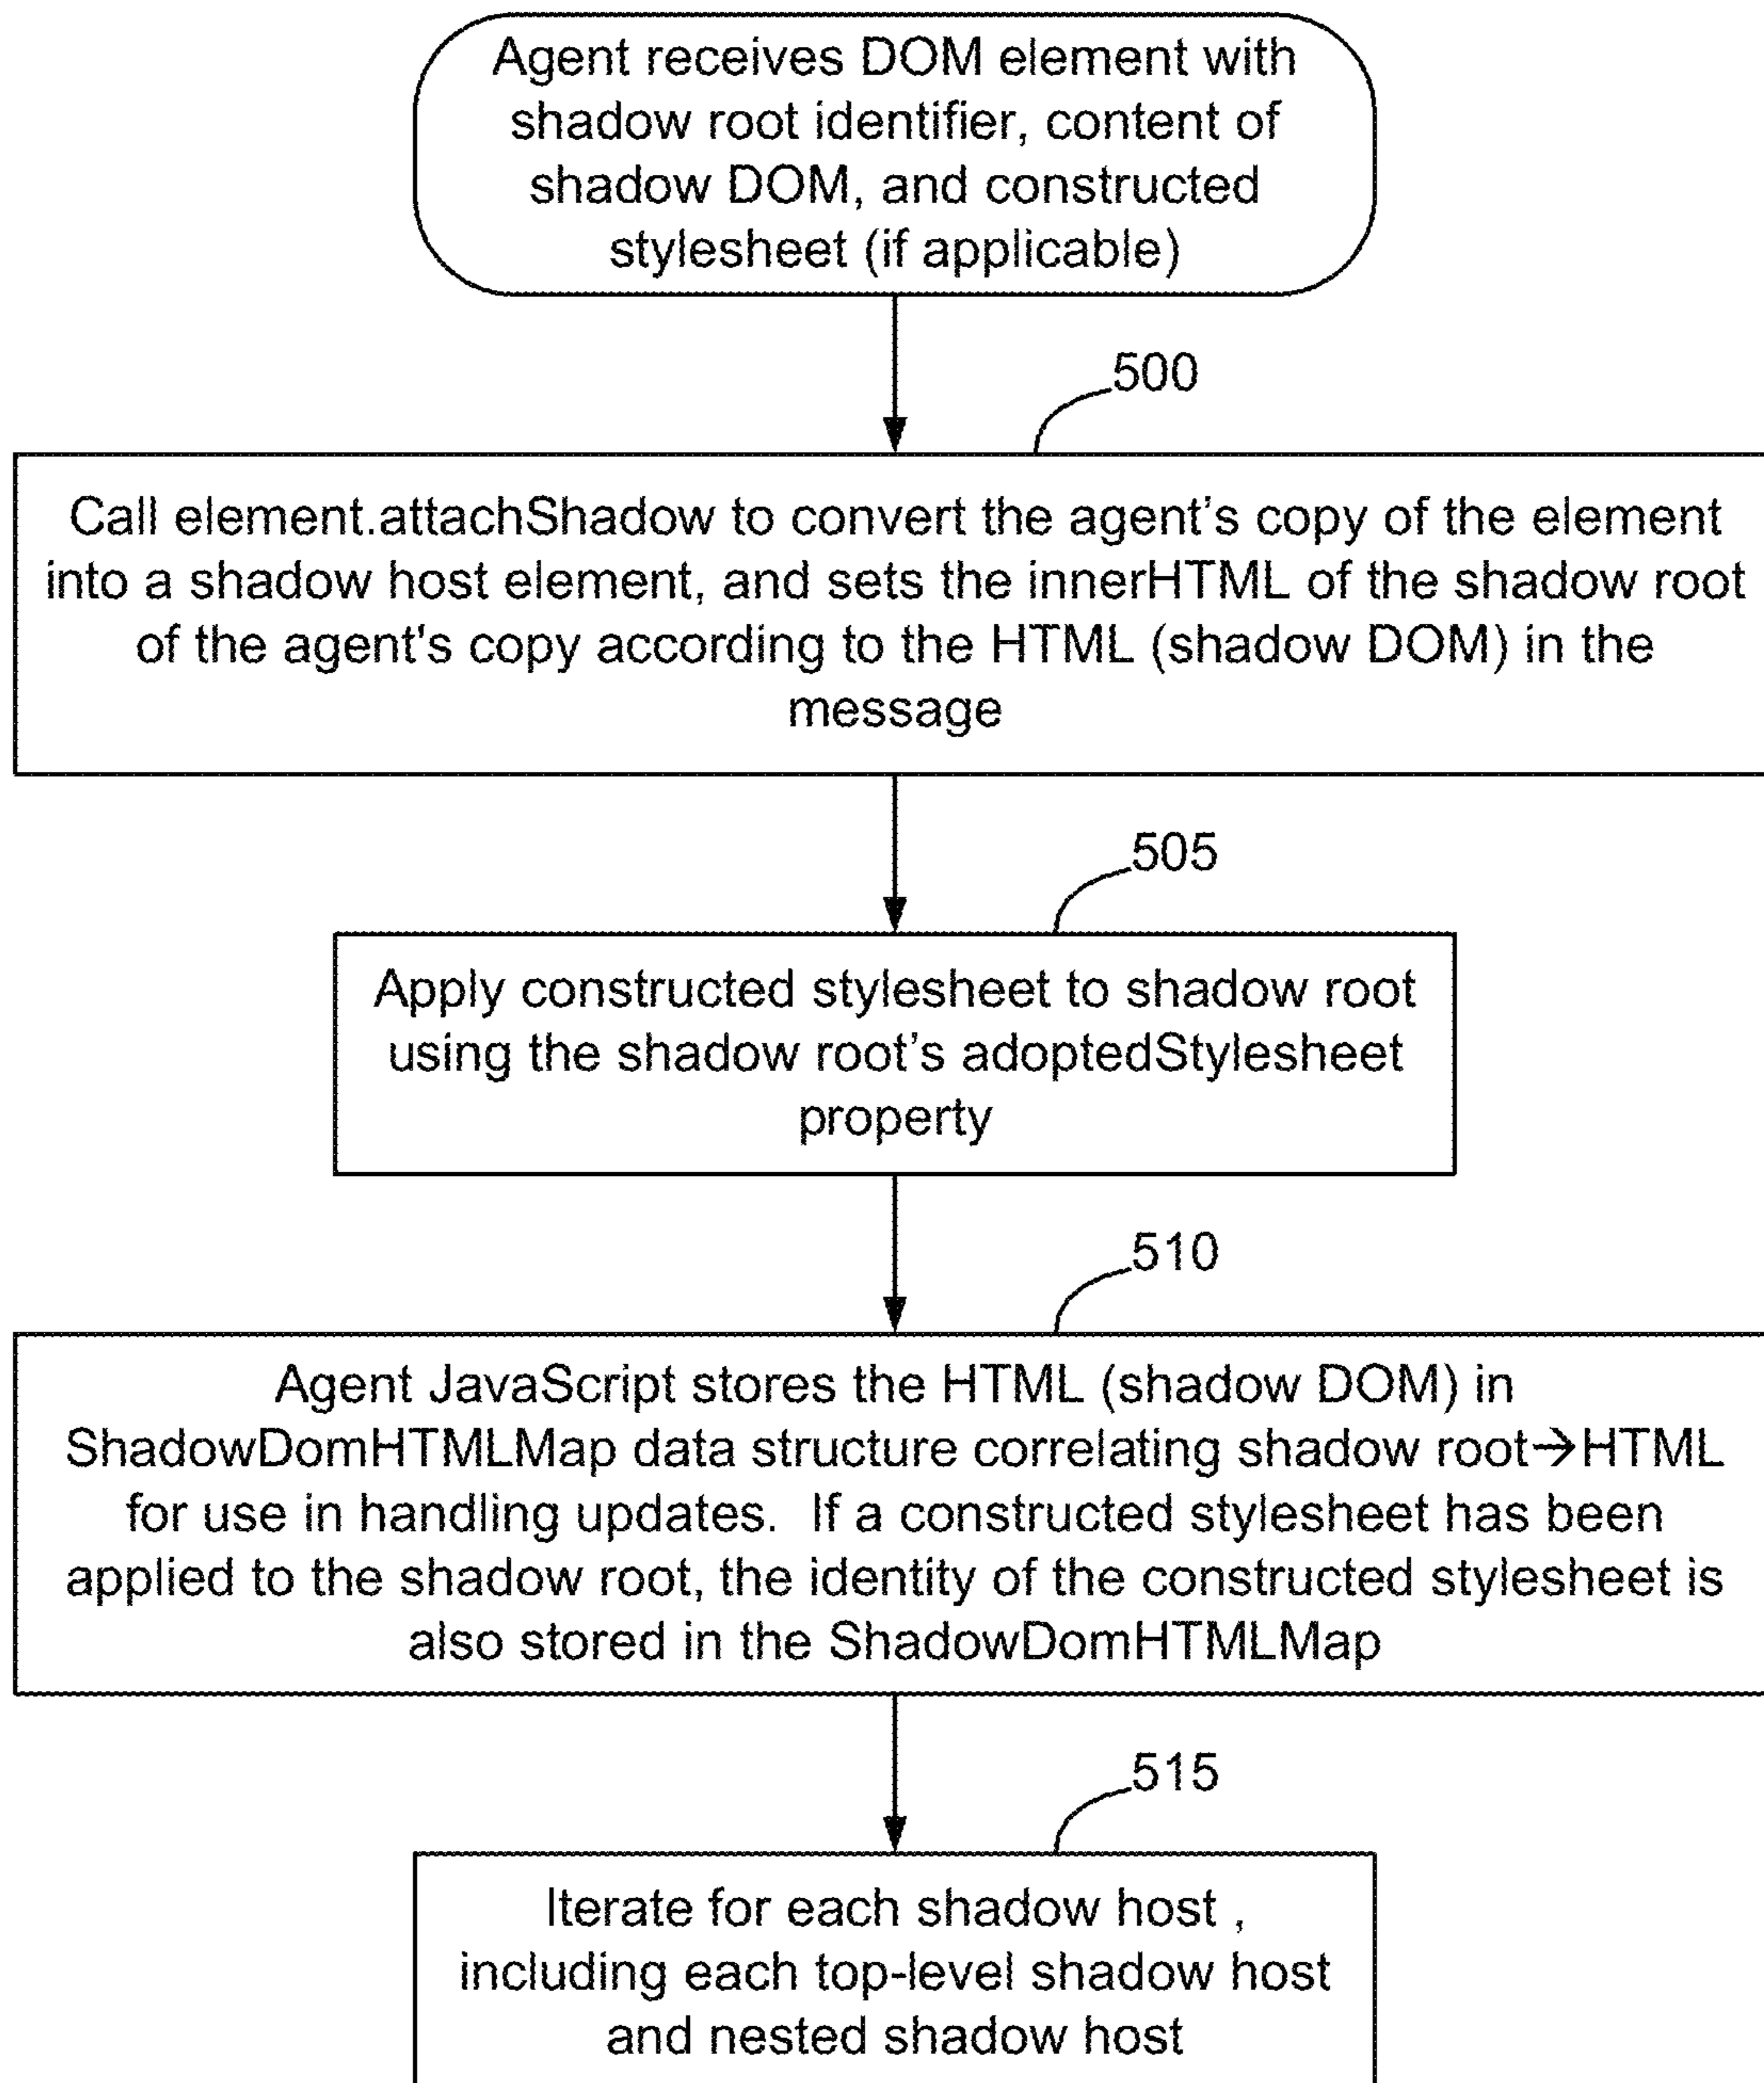 Agent receives DOM element with
shadow root identifier, content of
shadow DOM, and constructed
stylesheet (if applicable)
500
Call element.attachShadow to convert the agent’s copy of the element
into a shadow host element, and sets the innerHTML of the shadow root
of the agent's copy according to the HTML (shadow DOM) in the
message
505
Apply constructed stylesheet to shadow root
using the shadow root’s adoptedStylesheet
property
510
Agent JavaScript stores the HTML (shadow DOM) in
ShadowDomHTMLMap data structure correlating shadow root→HTML
for use in handling updates.  If a constructed stylesheet has been
applied to the shadow root, the identity of the constructed stylesheet is
also stored in the ShadowDomHTMLMap
515
Iterate for each shadow host ,
including each top-level shadow host
and nested shadow host